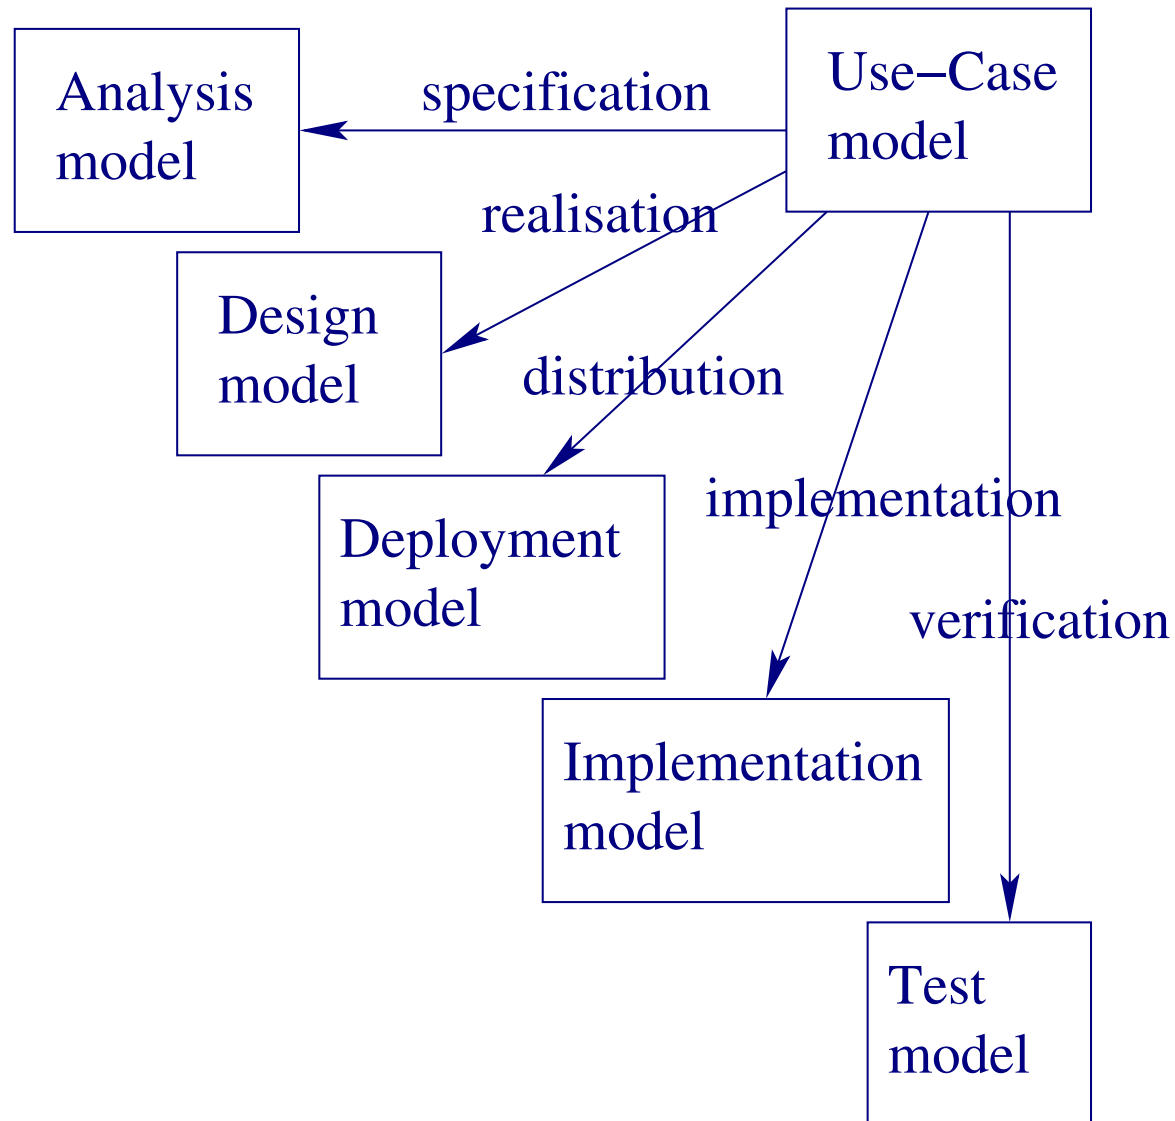 Use−Case
model
Analysis
model
specification
realisation
Design
model
distribution
Deployment
model
implementation
verification
Implementation
model
Test
model